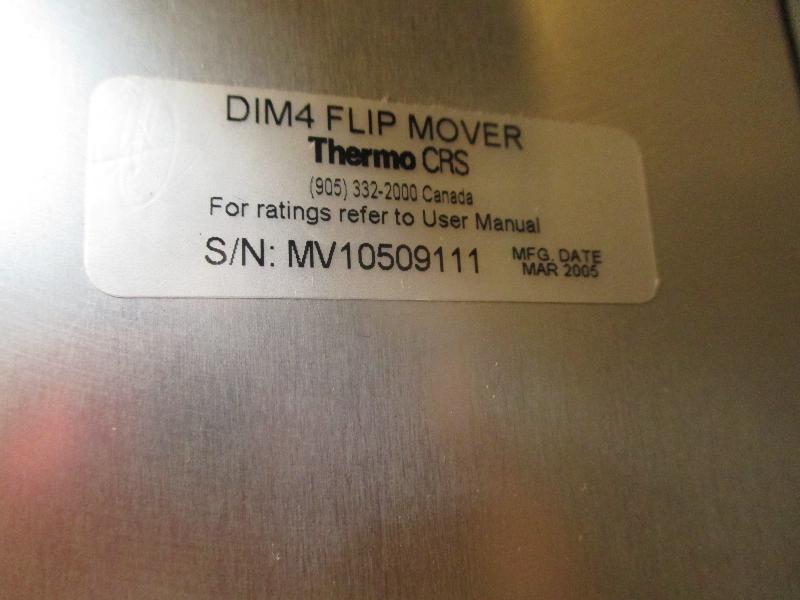 DIM4 FLIP MOVER
Thermo CRS
(905) 332-2000 Canada
For ratings refer to User Manual
S/N: MV10509111
MFG. DATE
MAR 2005